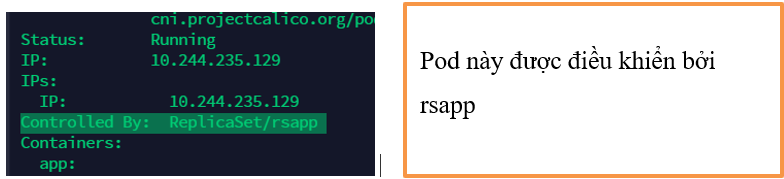 cni.projectcalico.org/po
Status: Running
IP: 10.244.235.129
IPs:
IP: 10.244.235.129
Controlled By: ReplicaSet/rsapp
Containers:
app:
Pod này được điều khiển bởi
rsapp